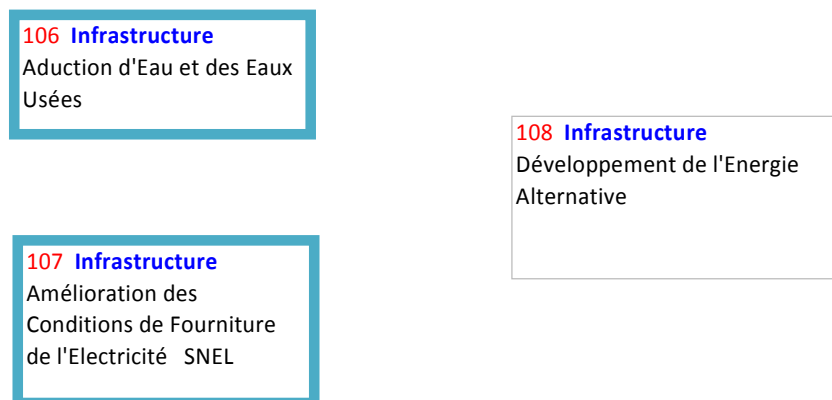 106 Infrastructure
Aduction d'Eau et des Eaux
Usées
108 Infrastructure
Développement de l'Energie
Alternative
107 Infrastructure
Amélioration des
Conditions de Fourniture
de l'Electricité SNEL